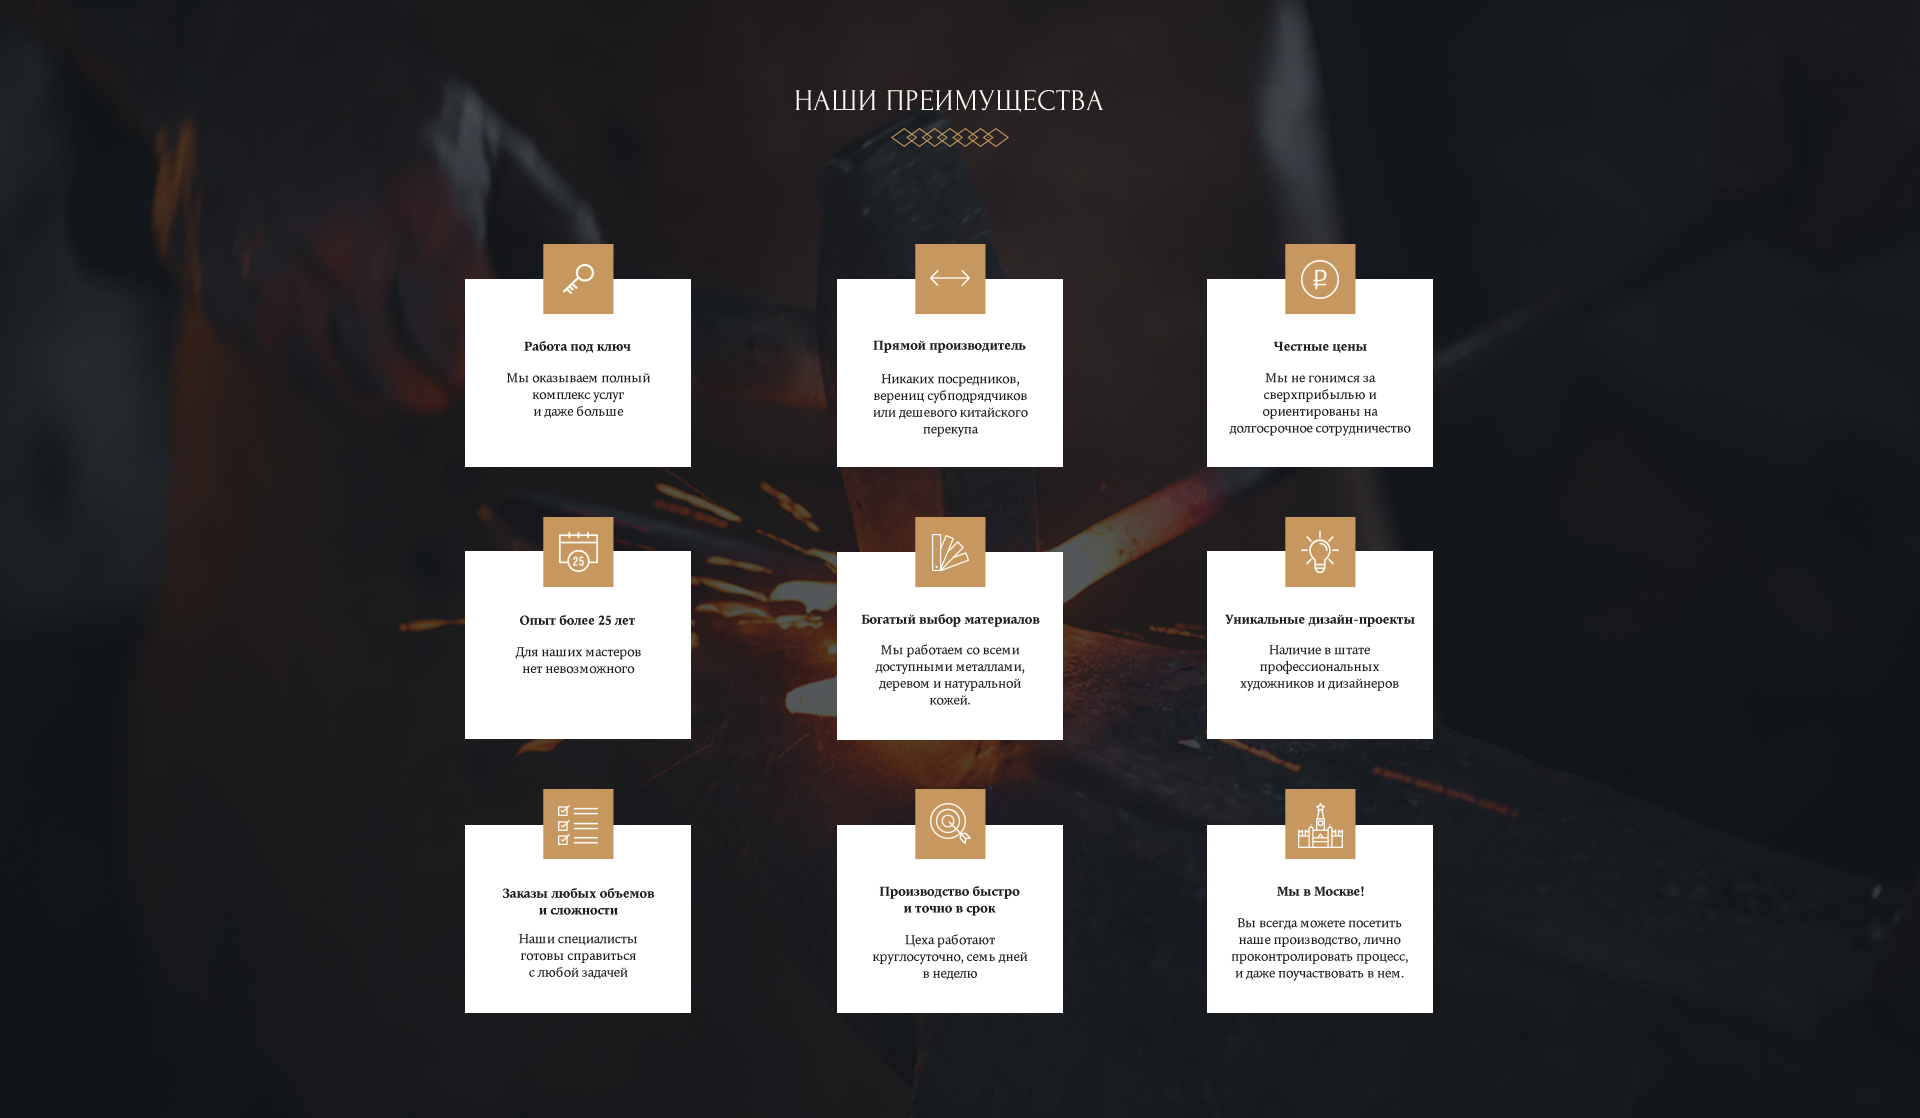 НАШИ ПРЕИМУЩЕСТВА
Работа под ключ
Мы оказываем полный
комплекс услуг
и даже больше
Прямой производитель
Никаких посредников,
верениц субподрядчиков
или дешевого китайского
перекупа
Честные цены
Мы не гонимся за
сверхприбылью и
ориентированы на
долгосрочное сотрудничество
25
Опыт более 25 лет
Для наших мастеров
нет невозможного
Богатый выбор материалов
Мы работаем со всеми
доступными металлами,
деревом и натуральной
кожей.
Уникальные дизайн-проекты
Наличие в штате
профессиональных
художников и дизайнеров
Заказы любых объемов
и сложности
Наши специалисты
готовы справиться
с любой задачей
Производство быстро
и точно в срок
Цеха работают
круглосуточно, семь дней
в неделю
Мы в Москве!
Вы всегда можете посетить
наше производство, лично
проконтролировать процесс,
и даже поучаствовать в нем.